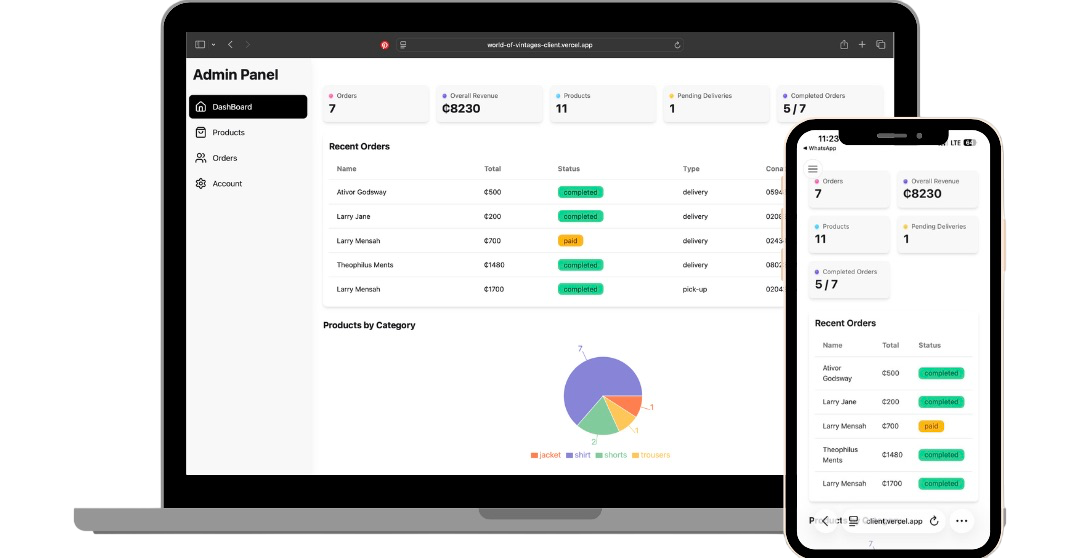 world-of-vintages-client.vercel.app
Admin Panel
DashBoard
Products
Orders
Account
Orders
7
Overall Revenue
₵8230
Products
11
Pending Deliveries
1
Completed Orders
5 / 7
Recent Orders
Name Total Status Type
Ativor Godsway ₵500 completed delivery
Larry Jane ₵200 completed delivery
Larry Mensah ₵700 paid delivery 0243
Theophilus Ments ₵1480 completed delivery
Larry Mensah ₵1700 completed pick-up
Products by Category
7
1
1
2
jacket shirt shorts trousers
11:23
LTE
WhatsApp
Orders
7
Overall Revenue
₵8230
Products
11
Pending Deliveries
1
Completed Orders
5 / 7
Recent Orders
Name Total Status
Ativor
Godsway ₵500 completed
Larry Jane ₵200 completed
Larry Mensah ₵700 paid
Theophilus
Ments ₵1480 completed
Larry Mensah ₵1700 completed
client.vercel.app
7